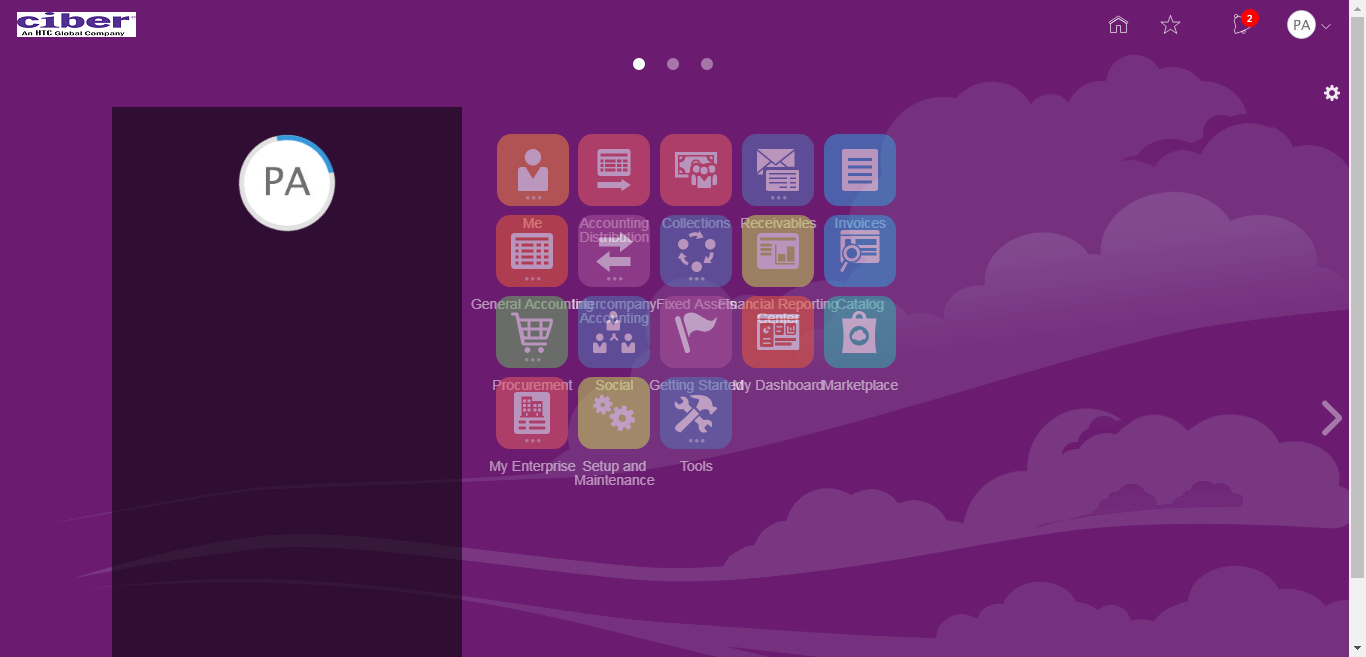 ciber
An HTC Global Company
2
PA
PA
Me
Accounting
Distribution
Collections
Receivables
Invoices
General Accounting
Intercompany
Accounting
Fixed Assets
Financial Reporting
Center
Catalog
Procurement
Social
Getting Started
My Dashboard
Marketplace
My Enterprise
Setup and
Maintenance
Tools